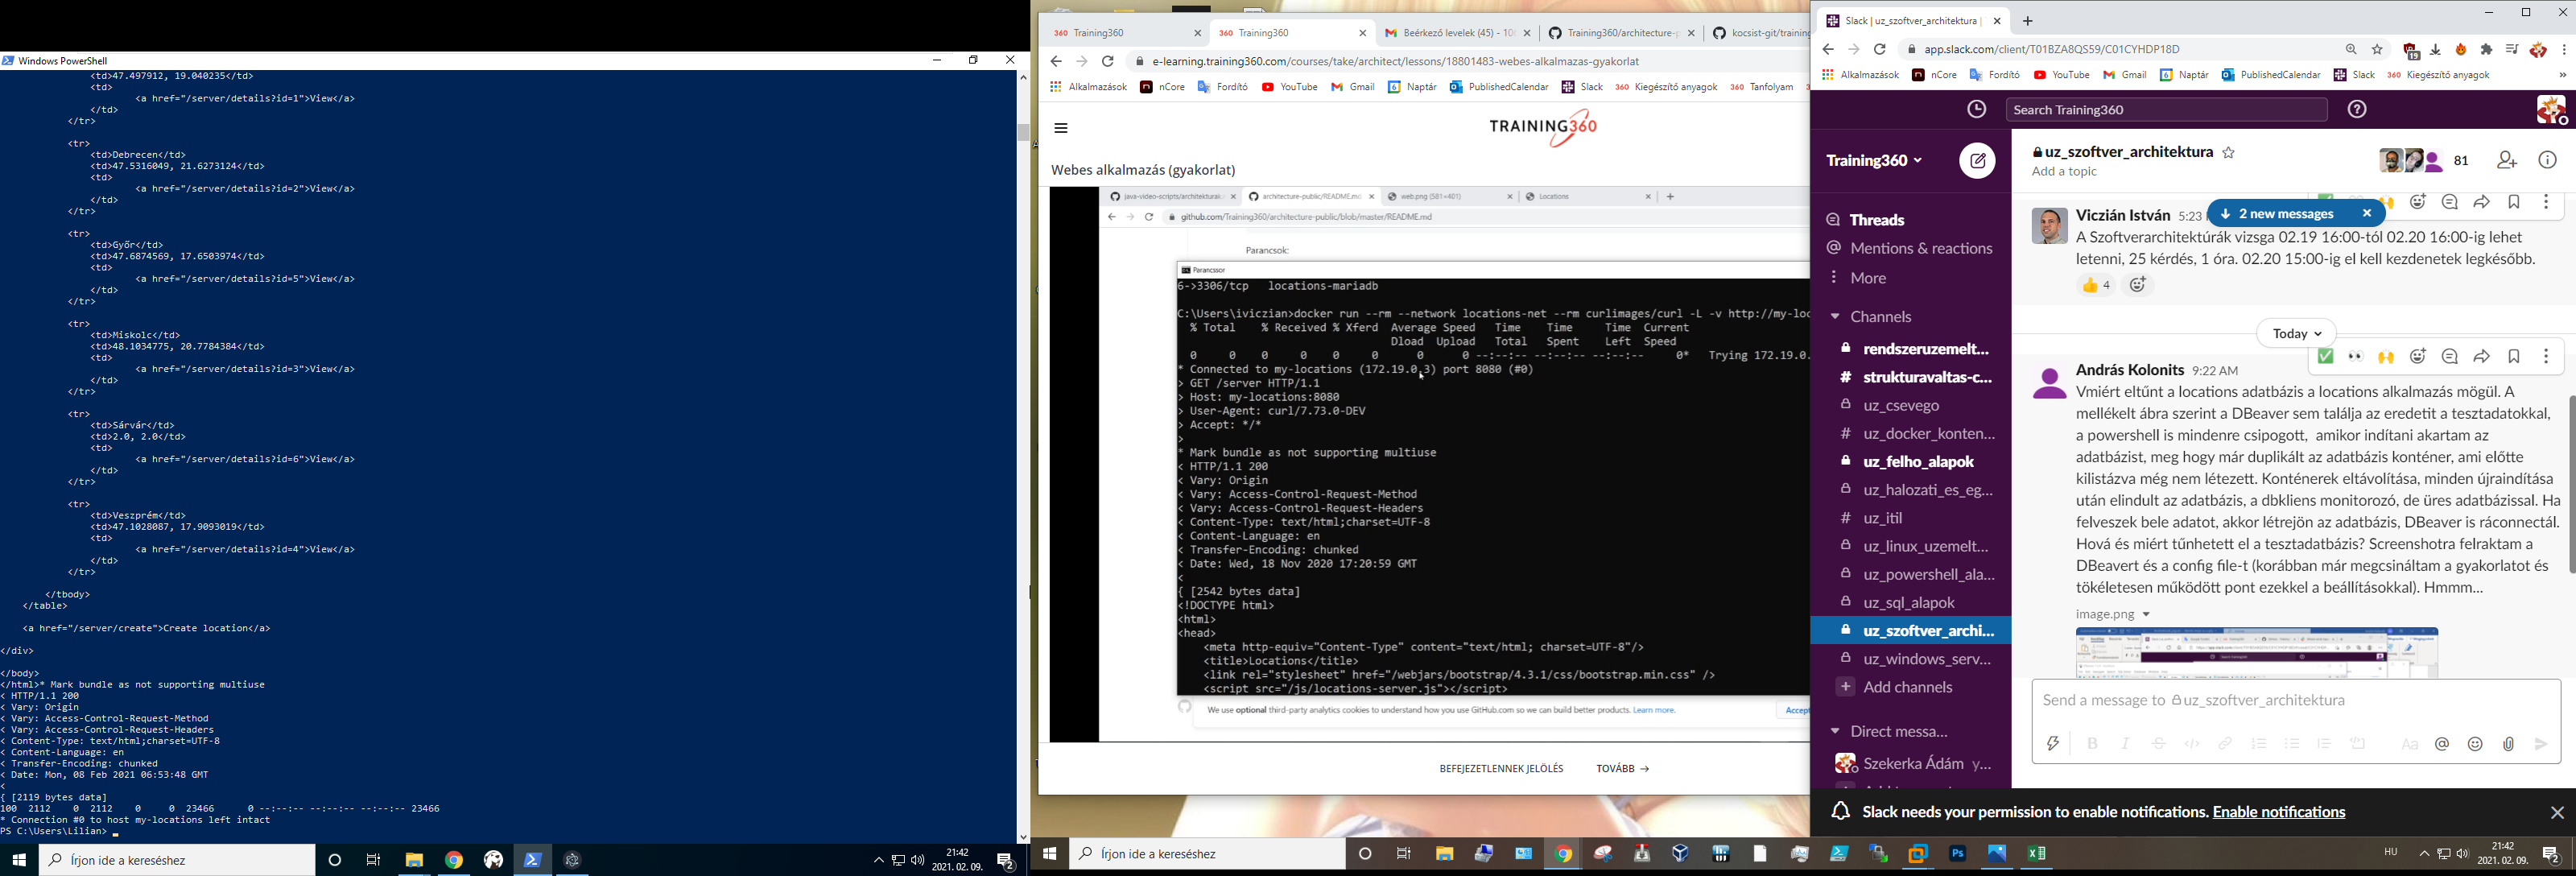 Windows PowerShell
<td>47.497912, 19.040235</td>
<td>
<a href="/server/details?id=1">View</a>
</td>
</tr>
<tr>
<td>Debrecen</td>
<td>47.5316049, 21.6273124</td>
<td>
<a href="/server/details?id=2">View</a>
</td>
</tr>
<tr>
<td>Győr</td>
<td>47.6874569, 17.6503974</td>
<td>
<a href="/server/details?id=5">View</a>
</td>
</tr>
<tr>
<td>Miskolc</td>
<td>48.1034775, 20.7784384</td>
<td>
<a href="/server/details?id=3">View</a>
</td>
</tr>
<tr>
<td>Sárvár</td>
<td>2.0, 2.0</td>
<td>
<a href="/server/details?id=6">View</a>
</td>
</tr>
<tr>
<td>Veszprém</td>
<td>47.1028087, 17.9093019</td>
<td>
<a href="/server/details?id=4">View</a>
</td>
</tr>
</tbody>
</table>
<a href="/server/create">Create location</a>
</div>
</body>
</html>* Mark bundle as not supporting multiuse
< HTTP/1.1 200
< Vary: Origin
< Vary: Access-Control-Request-Method
< Vary: Access-Control-Request-Headers
< Content-Type: text/html;charset=UTF-8
< Content-Language: en
< Transfer-Encoding: chunked
< Date: Mon, 08 Feb 2021 06:53:48 GMT
<
{ [2119 bytes data]
100 2112 0 2112 0 0 23466 0 --:--:-- --:--:-- --:--:-- 23466
* Connection #0 to host my-locations left intact
PS C:\Users\Lilian>
Írjon ide a kereséshez
21:42
2021. 02. 09.
2
360 Training360
360 Training360
Beérkező levelek (45) - 10
Training360/architecture-p
kocsist-git/training
e-learning.training360.com/courses/take/architect/lessons/18801483-webes-alkalmazas-gyakorlat
Alkalmazások nCore Fordító YouTube Gmail Naptár PublishedCalendar Slack 360 Kiegészítő anyagok 360 Tanfolyam
TRAINING360
Webes alkalmazás (gyakorlat)
java-video-scripts/architekturak
architecture-public/README.md
web.png (581×401)
Locations
github.com/Training360/architecture-public/blob/master/README.md
Parancsok:
Parancssor
6->3306/tcp locations-mariadb
C:\Users\iviczian>docker run --rm --network locations-net --rm curlimages/curl -L -v http://my-loc
% Total % Received % Xferd Average Speed Time Time Time Current
Dload Upload Total Spent Left Speed
0 0 0 0 0 0 0 0 --:--:-- --:--:-- --:--:-- 0* Trying 172.19.0.
* Connected to my-locations (172.19.0.3) port 8080 (#0)
> GET /server HTTP/1.1
> Host: my-locations:8080
> User-Agent: curl/7.73.0-DEV
> Accept: */*
>
* Mark bundle as not supporting multiuse
< HTTP/1.1 200
< Vary: Origin
< Vary: Access-Control-Request-Method
< Vary: Access-Control-Request-Headers
< Content-Type: text/html;charset=UTF-8
< Content-Language: en
< Transfer-Encoding: chunked
< Date: Wed, 18 Nov 2020 17:20:59 GMT
<
{ [2542 bytes data]
<!DOCTYPE html>
<html>
<head>
<meta http-equiv="Content-Type" content="text/html; charset=UTF-8"/>
<title>Locations</title>
<link rel="stylesheet" href="/webjars/bootstrap/4.3.1/css/bootstrap.min.css" />
<script src="/js/locations-server.js"></script>
We use optional third-party analytics cookies to understand how you use GitHub.com so we can build better products. Learn more.
Accept
BEFEJEZETLENNEK JELÖLÉS
TOVÁBB →
Írjon ide a kereséshez
Slack | uz_szoftver_architektura |
app.slack.com/client/T01BZA8QS59/C01CYHDP18D
19
Alkalmazások nCore Fordító YouTube Gmail Naptár PublishedCalendar Slack 360 Kiegészítő anyagok »
Search Training360
Training360
Threads
Mentions & reactions
More
Channels
rendszeruzemelt...
strukturavaltas-c...
uz_csevego
uz_docker_konten...
uz_felho_alapok
uz_halozati_es_eg...
uz_itil
uz_linux_uzemelt...
uz_powershell_ala...
uz_sql_alapok
uz_szoftver_archi...
uz_windows_serv...
Add channels
Direct messa...
Szekerka Ádám y...
uz_szoftver_architektura
Add a topic
81
Viczián István 5:23
2 new messages
A Szoftverarchitektúrák vizsga 02.19 16:00-tól 02.20 16:00-ig lehet
letenni, 25 kérdés, 1 óra. 02.20 15:00-ig el kell kezdenetek legkésőbb.
4
Today
András Kolonits 9:22 AM
Vmiért eltűnt a locations adatbázis a locations alkalmazás mögül. A
mellékelt ábra szerint a DBeaver sem találja az eredetit a tesztadatokkal,
a powershell is mindenre csipogott, amikor indítani akartam az
adatbázist, meg hogy már duplikált az adatbázis konténer, ami előtte
kilistázva még nem létezett. Konténerek eltávolítása, minden újraindítása
után elindult az adatbázis, a dbkliens monitorozó, de üres adatbázissal. Ha
felveszek bele adatot, akkor létrejön az adatbázis, DBeaver is ráconnectál.
Hová és miért tűnhetett el a tesztadatbázis? Screenshotra felraktam a
DBeavert és a config file-t (korábban már megcsináltam a gyakorlatot és
tökéletesen működött pont ezekkel a beállításokkal). Hmmm...
image.png
Send a message to uz_szoftver_architektura
Slack needs your permission to enable notifications. Enable notifications
HU
21:42
2021. 02. 09.
2